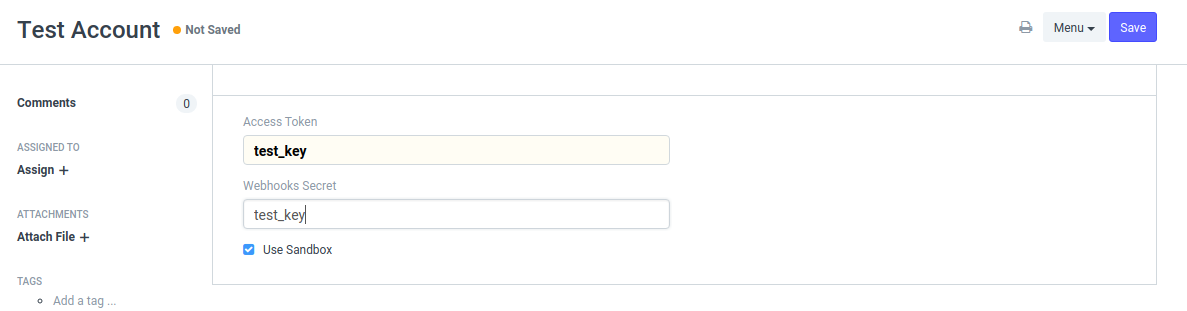 Test Account Not Saved Menu Save
Comments 0
ASSIGNED TO
Assign +
ATTACHMENTS
Attach File +
TAGS
Add a tag ...
Access Token
test_key
Webhooks Secret
test_key
Use Sandbox